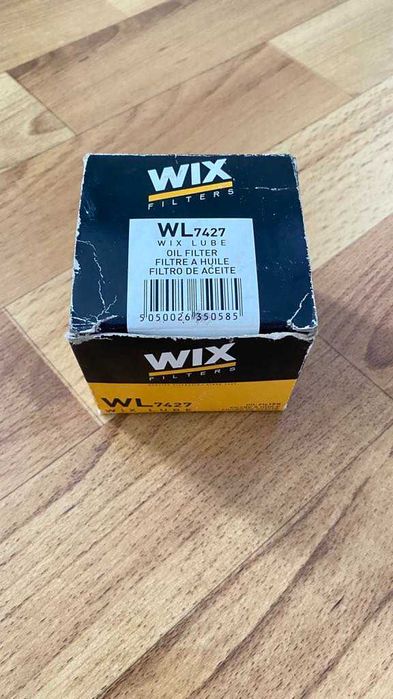 WIX
FILTERS
WL7427
WIX LUBE
OIL FILTER
FILTRE A HUILE
FILTRO DE ACEITE
5 050026 350585
WIX
FILTERS
WL7427
WIX LUBE
OIL FILTER